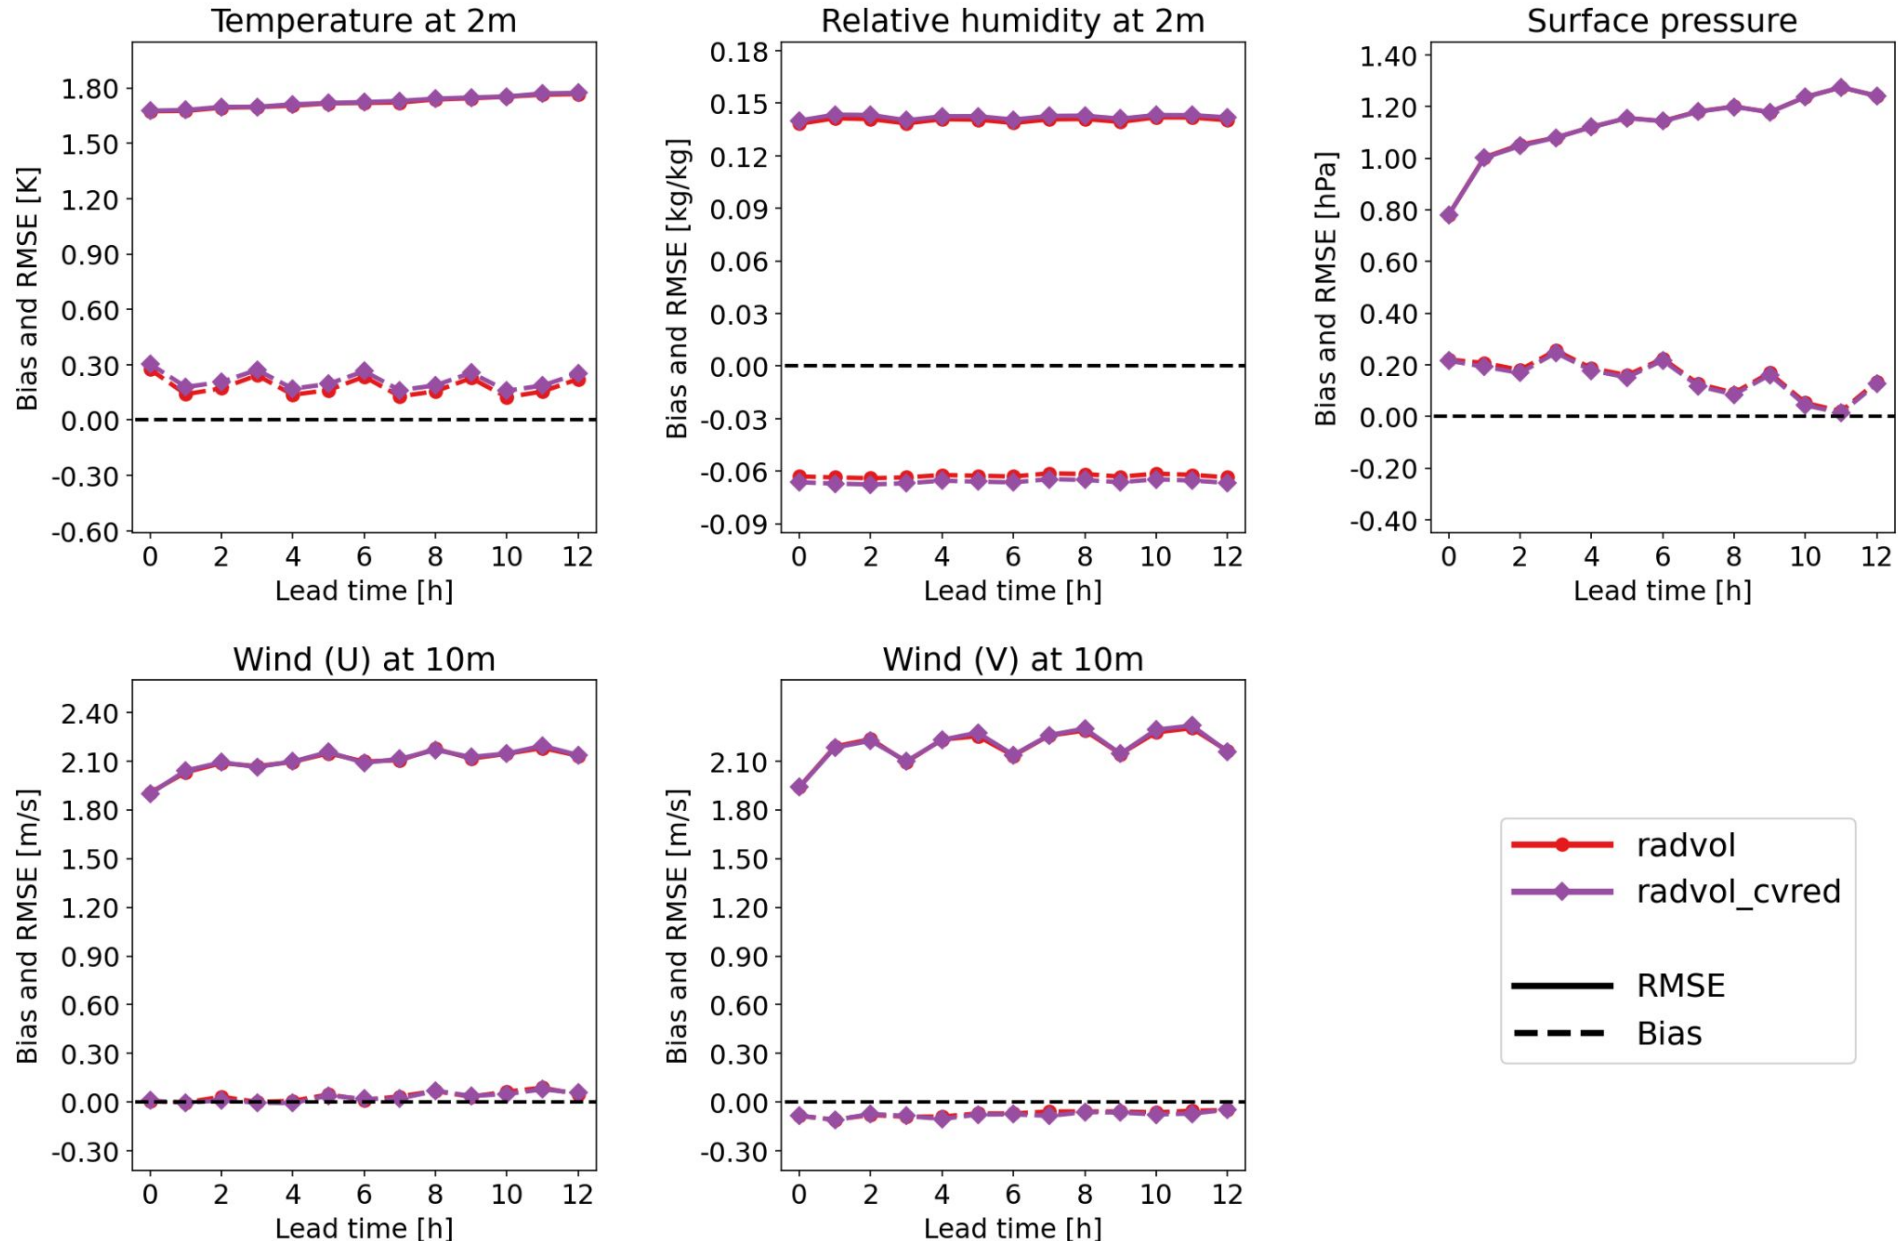 Temperature at 2m
Bias and RMSE [K]
1.80
1.50
1.20
0.90
0.60
0.30
0.00
-0.30
-0.60
0 2 4 6 8 10 12
Lead time [h]
Relative humidity at 2m
Bias and RMSE [kg/kg]
0.18
0.15
0.12
0.09
0.06
0.03
0.00
-0.03
-0.06
-0.09
0 2 4 6 8 10 12
Lead time [h]
Surface pressure
Bias and RMSE [hPa]
1.40
1.20
1.00
0.80
0.60
0.40
0.20
0.00
-0.20
-0.40
0 2 4 6 8 10 12
Lead time [h]
Wind (U) at 10m
Bias and RMSE [m/s]
2.40
2.10
1.80
1.50
1.20
0.90
0.60
0.30
0.00
-0.30
0 2 4 6 8 10 12
Lead time [h]
Wind (V) at 10m
Bias and RMSE [m/s]
2.10
1.80
1.50
1.20
0.90
0.60
0.30
0.00
-0.30
0 2 4 6 8 10 12
Lead time [h]
radvol
radvol_cvred
RMSE
Bias